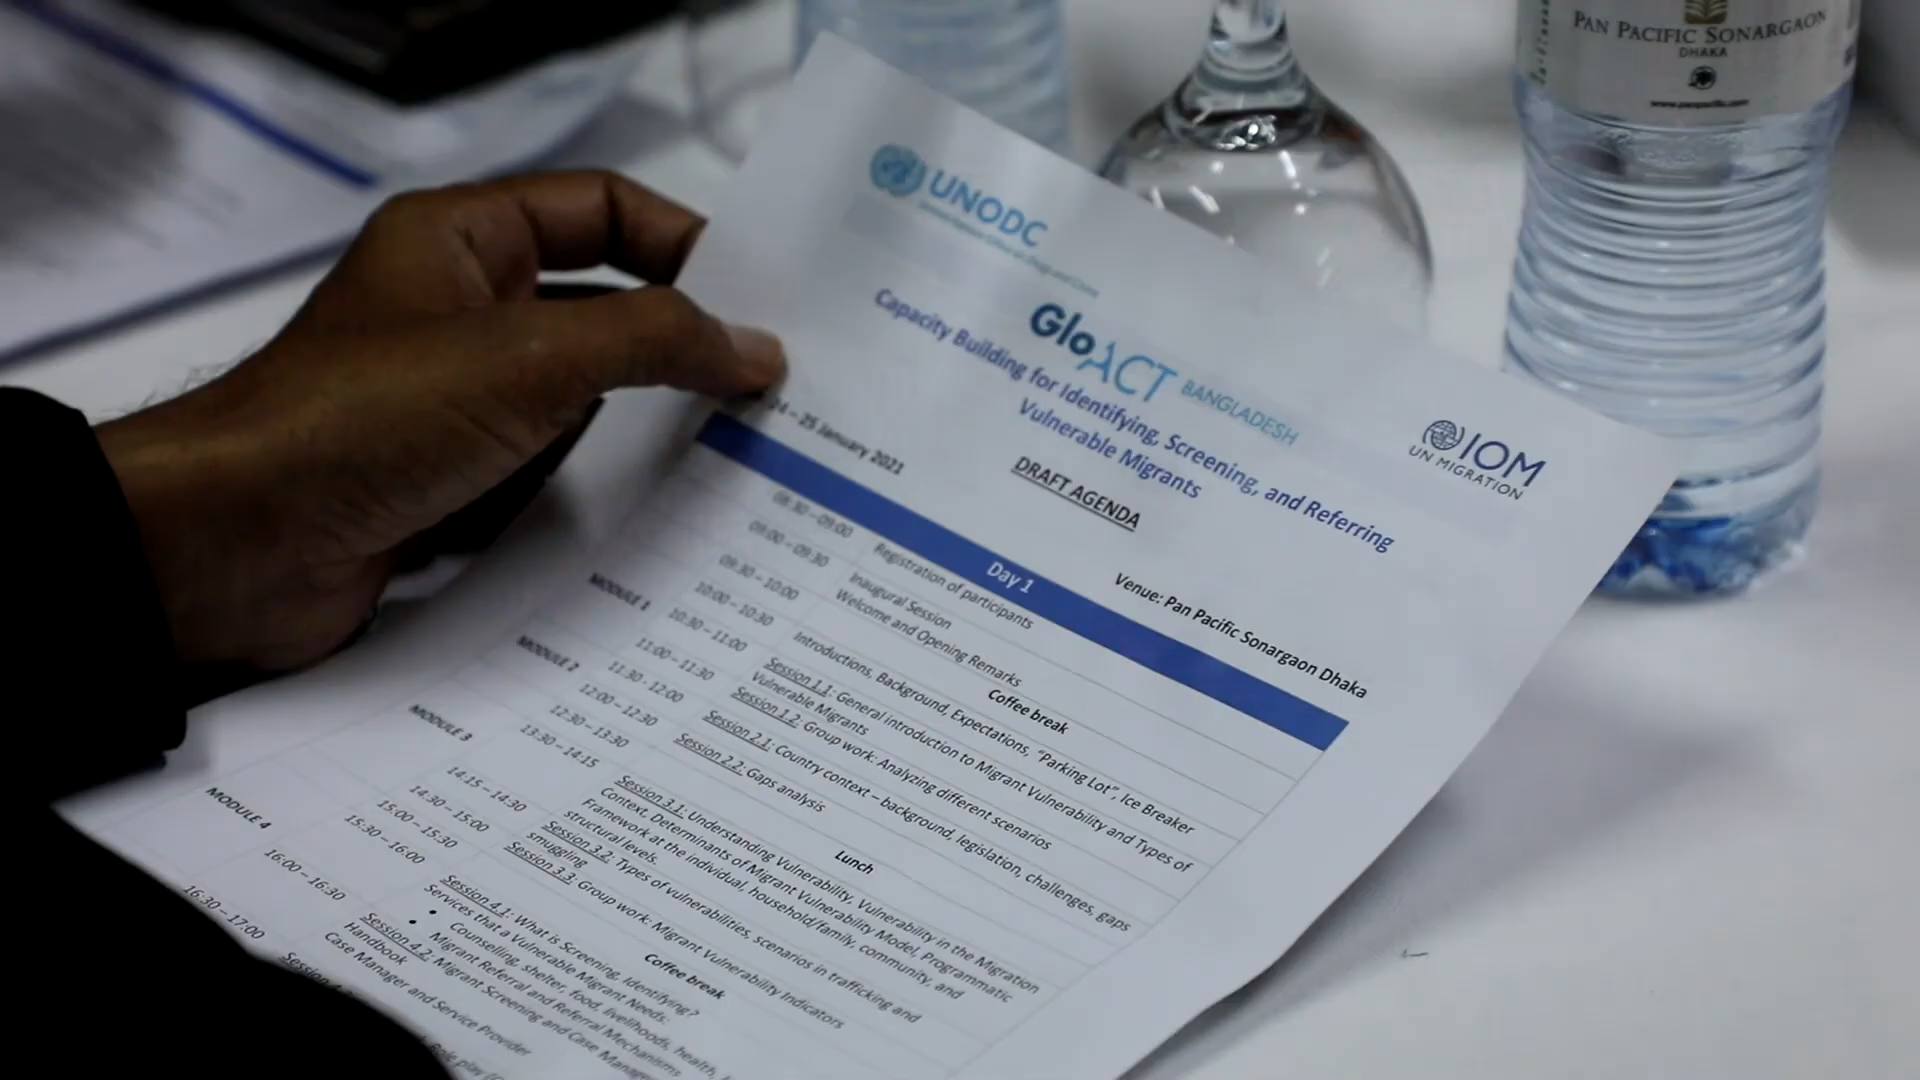 PAN PACIFIC SONARGAON
DHAKA
www.panpacific.com
UNODC
GloACT BANGLADESH
IOM
UN MIGRATION
Capacity Building for Identifying, Screening, and Referring
Vulnerable Migrants
DRAFT AGENDA
24 – 25 January 2021
Venue: Pan Pacific Sonargaon Dhaka
Day 1
08:30 – 09:00 Registration of participants
09:00 – 09:30 Inaugural Session
Welcome and Opening Remarks
09:30 – 10:00 Coffee break
10:00 – 10:30 Introductions, Background, Expectations, “Parking Lot”, Ice Breaker
MODULE 1 10:30 – 11:00 Session 1.1: General introduction to Migrant Vulnerability and Types of
Vulnerable Migrants
11:00 – 11:30 Session 1.2: Group work: Analyzing different scenarios
MODULE 2 11:30 - 12:00 Session 2.1: Country context – background, legislation, challenges, gaps
12:00 – 12:30 Session 2.2: Gaps analysis
12:30 – 13:30 Lunch
MODULE 3 13:30 – 14:15 Session 3.1: Understanding Vulnerability, Vulnerability in the Migration
Context, Determinants of Migrant Vulnerability Model, Programmatic
Framework at the individual, household/family, community, and
structural levels.
14:15 – 14:30 Session 3.2: Types of vulnerabilities, scenarios in trafficking and
smuggling
14:30 – 15:00 Session 3.3: Group work: Migrant Vulnerability Indicators
15:00 – 15:30 Coffee break
MODULE 4 15:30 – 16:00 Session 4.1: What is Screening, Identifying?
Services that a Vulnerable Migrant Needs:
• Counselling, shelter, food, livelihoods, health,
• Migrant Referral and Referral Mechanisms
16:00 – 16:30 Session 4.2: Migrant Screening and Case
Handbook
Case Manager and Service Provider
16:30 – 17:00 Session
Role play